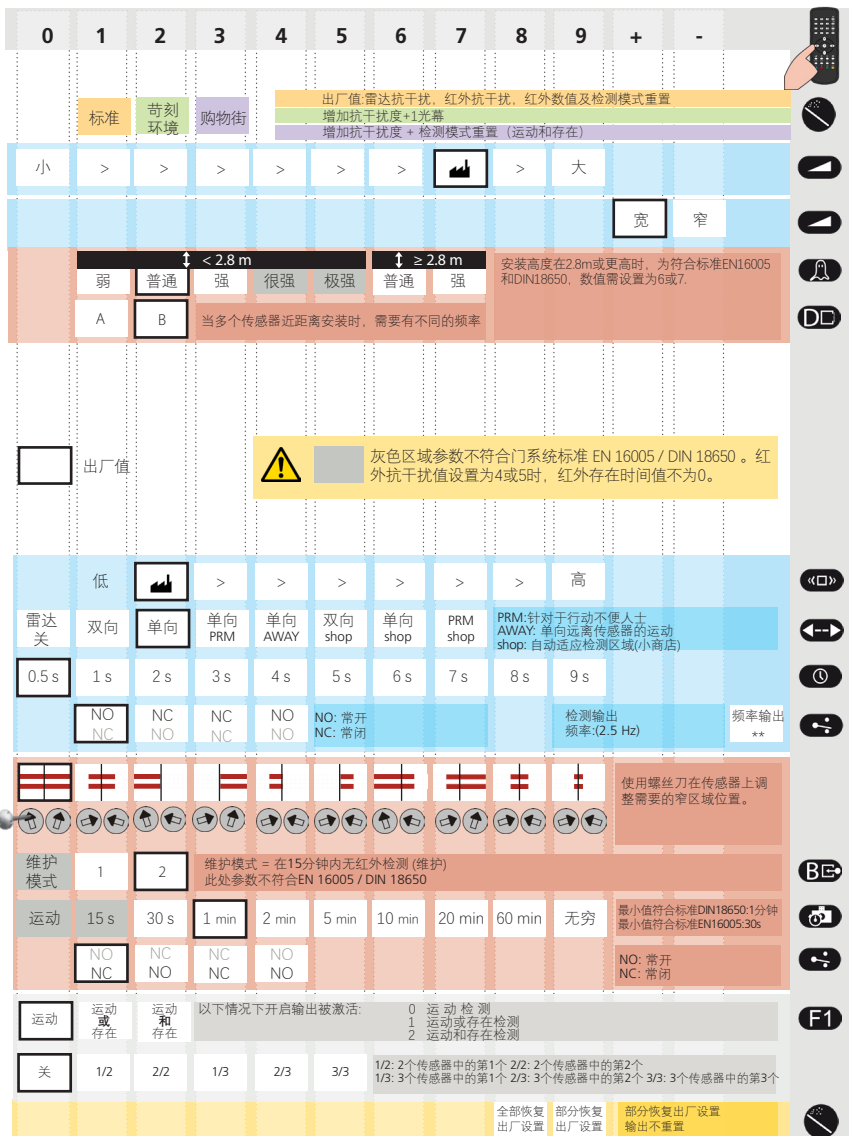 0 1 2 3 4 5 6 7 8 9 + -
标准
苛刻
环境
购物街
出厂值:雷达抗干扰，红外抗干扰，红外数值及检测模式重置
增加抗干扰度+1光幕
增加抗干扰度 + 检测模式重置（运动和存在）
小 > > > > > > > 大
宽 窄
< 2.8 m ≥ 2.8 m
弱 普通 强 很强 极强 普通 强
安装高度在2.8m或更高时，为符合标准EN16005
和DIN18650，数值需设置为6或7.
A B 当多个传感器近距离安装时，需要有不同的频率
D
出厂值
灰色区域参数不符合门系统标准 EN 16005 / DIN 18650 。红
外抗干扰值设置为4或5时，红外存在时间值不为0。
低 > > > > > > 高
雷达
关
双向
单向
单向
PRM
单向
AWAY
双向
shop
单向
shop
PRM
shop
PRM:针对于行动不便人士
AWAY: 单向远离传感器的运动
shop: 自动适应检测区域(小商店)
0.5 s 1 s 2 s 3 s 4 s 5 s 6 s 7 s 8 s 9 s
NO NC NC NO
NC NO NC NO
NO: 常开
NC: 常闭
检测输出
频率:(2.5 Hz)
频率输出
**
使用螺丝刀在传感器上调
整需要的窄区域位置。
维护
模式
1 2
维护模式 = 在15分钟内无红外检测 (维护)
此处参数不符合EN 16005 / DIN 18650
B
运动 15 s 30 s 1 min 2 min 5 min 10 min 20 min 60 min 无穷
最小值符合标准DIN18650:1分钟
最小值符合标准EN16005:30s
NO NC NC NO
NC NO NC NO
NO: 常开
NC: 常闭
运动
运动
或
存在
运动
和
存在
以下情况下开启输出被激活:
0 运 动 检 测
1 运动或存在检测
2 运动和存在检测
F1
关 1/2 2/2 1/3 2/3 3/3
1/2: 2个传感器中的第1个 2/2: 2个传感器中的第2个
1/3: 3个传感器中的第1个 2/3: 3个传感器中的第2个 3/3: 3个传感器中的第3个
全部恢复
出厂设置
部分恢复
出厂设置
部分恢复出厂设置
输出不重置